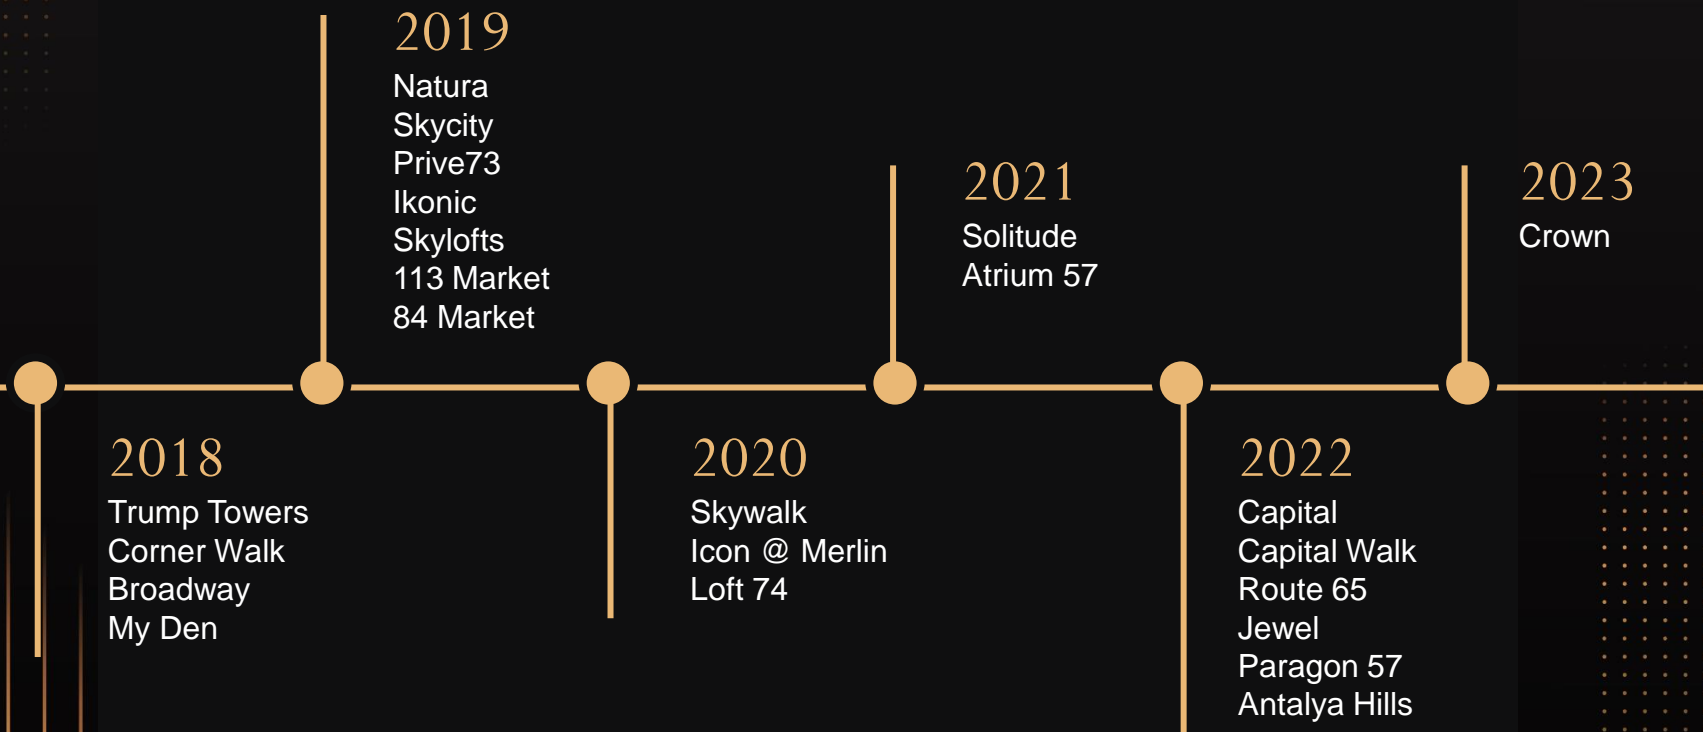 2018
Trump Towers
Corner Walk
Broadway
My Den
2019
Natura
Skycity
Prive73
Ikonic
Skylofts
113 Market
84 Market
2020
Skywalk
Icon @ Merlin
Loft 74
2021
Solitude
Atrium 57
2022
Capital
Capital Walk
Route 65
Jewel
Paragon 57
Antalya Hills
2023
Crown